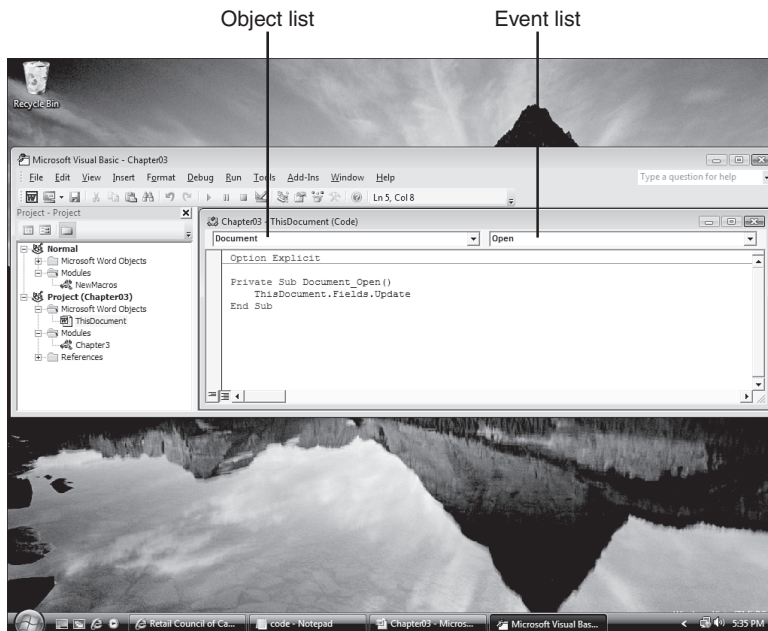 Object list Event list
Recycle Bin
Microsoft Visual Basic - Chapter03
File Edit View Insert Format Debug Run Tools Add-Ins Window Help
Type a question for help
Ln 5, Col 8
Project - Project
Chapter03 - ThisDocument (Code)
Document Open
Normal
Microsoft Word Objects
Modules
NewMacros
Project (Chapter03)
Microsoft Word Objects
ThisDocument
Modules
Chapter3
References
Option Explicit
Private Sub Document_Open()
ThisDocument.Fields.Update
End Sub
Retail Council of Ca... code - Notepad Chapter03 - Micros... Microsoft Visual Bas... 5:35 PM